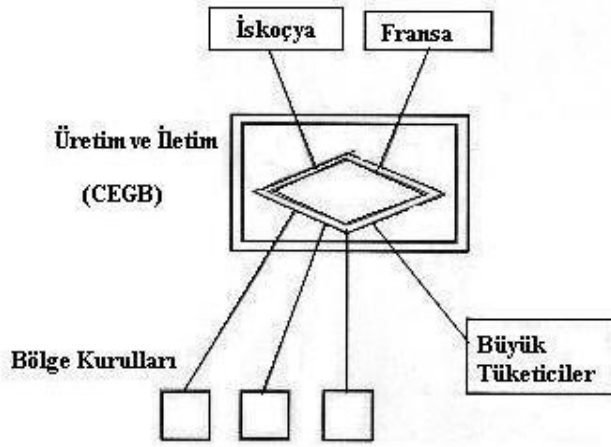 İskoçya
Fransa
Üretim ve İletim
(CEGB)
Bölge Kurulları
Büyük
Tüketiciler